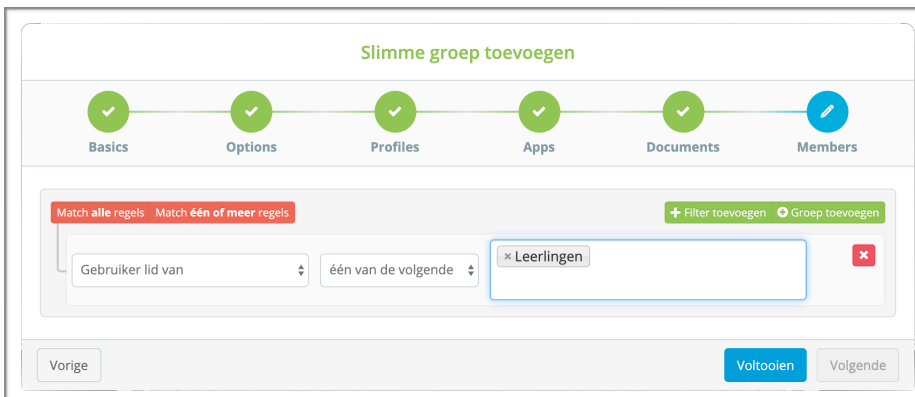 Slimme groep toevoegen
Basics Options Profiles Apps Documents Members
Match alle regels Match één of meer regels Filter toevoegen Groep toevoegen
Gebruiker lid van één van de volgende × Leerlingen
Vorige Voltooien Volgende